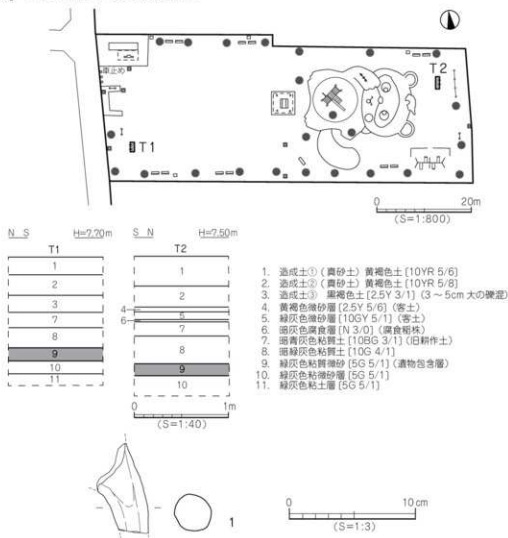 車止め
T1
T2
0 20m
(S=1:800)
N S H=7.70m
T1
1
2
3
7
8
9
10
11
S N H=7.50m
T2
1
2
4
5
6
7
8
9
10
0 1m
(S=1:40)
1. 造成土① (真砂土) 黄褐色土 [10YR 5/6]
2. 造成土② (真砂土) 黄褐色土 [10YR 5/8]
3. 造成土③ 黒褐色土 [2.5Y 3/1] (3 ~ 5cm 大の礫混)
4. 黄褐色微砂層 [2.5Y 5/6] (客土)
5. 緑灰色微砂層 [10GY 5/1] (客土)
6. 暗灰色腐食層 [N 3/0] (腐食稲株)
7. 暗青灰色粘質土 [10BG 3/1] (旧耕作土)
8. 暗緑灰色粘質土 [10G 4/1]
9. 緑灰色粘質微砂 [5G 5/1] (遺物包含層)
10. 緑灰色粘微砂層 [5G 5/1]
11. 緑灰色粘土層 [5G 5/1]
1
0 10 cm
(S=1:3)